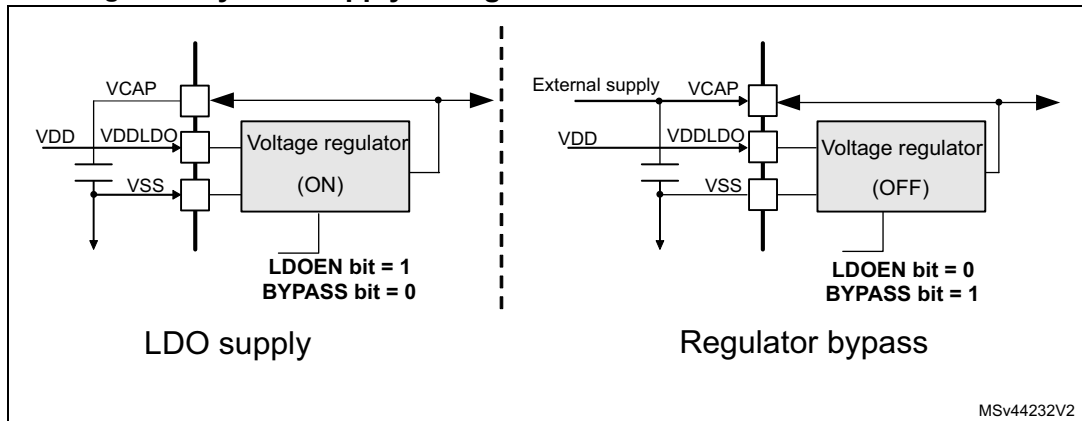 VCAP
VDD VDDLDO
Voltage regulator
(ON)
VSS
LDOEN bit = 1
BYPASS bit = 0
LDO supply
External supply VCAP
VDD VDDLDO
Voltage regulator
(OFF)
VSS
LDOEN bit = 0
BYPASS bit = 1
Regulator bypass
MSv44232V2